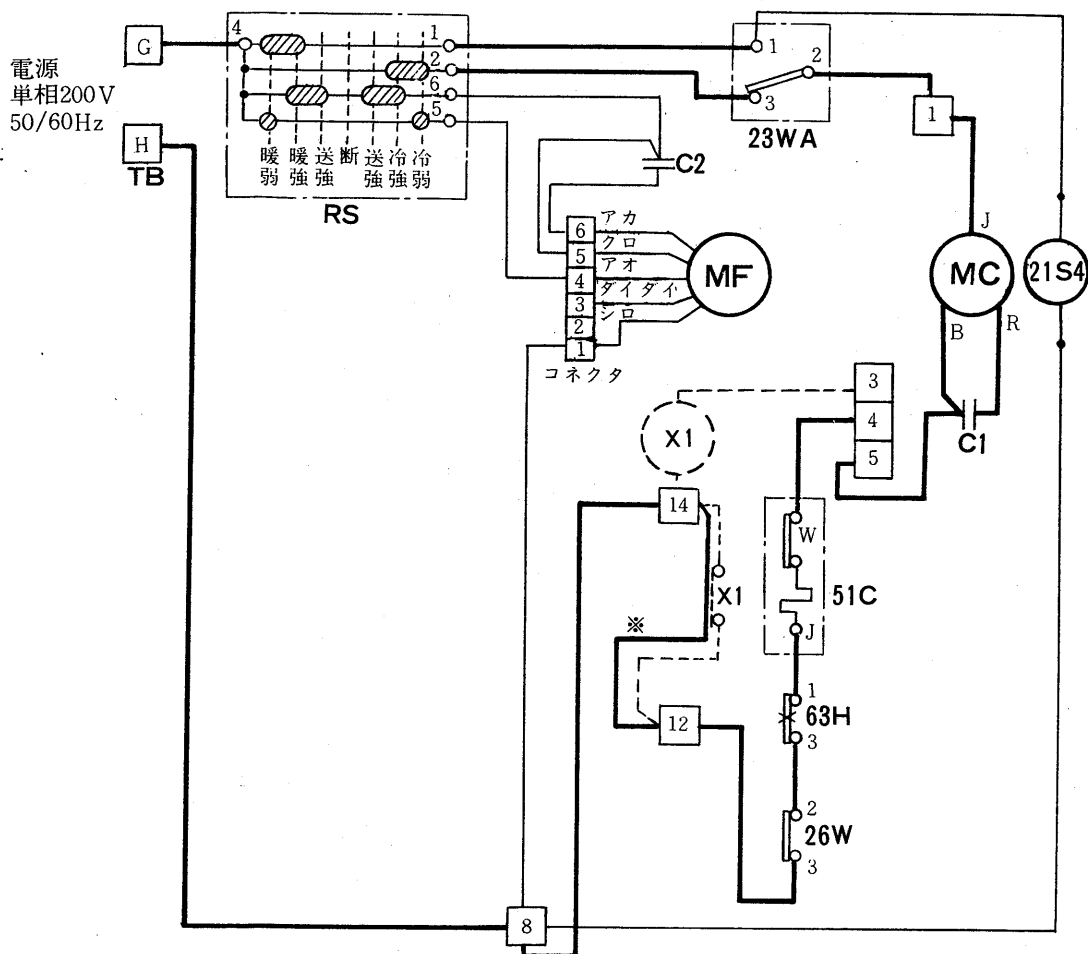 電源
単相200V
50/60Hz
G
H
TB
4
1
2
6
5
暖弱
暖強
送強
断
送強
冷強
冷弱
RS
1
2
3
23WA
1
C2
6
5
4
3
2
1
アカ
クロ
アオ
ダイダイ
シロ
コネクタ
MF
J
MC
B
R
21S4
C1
3
4
5
X1
14
X1
※
12
W
51C
J
1
63H
3
2
26W
3
8